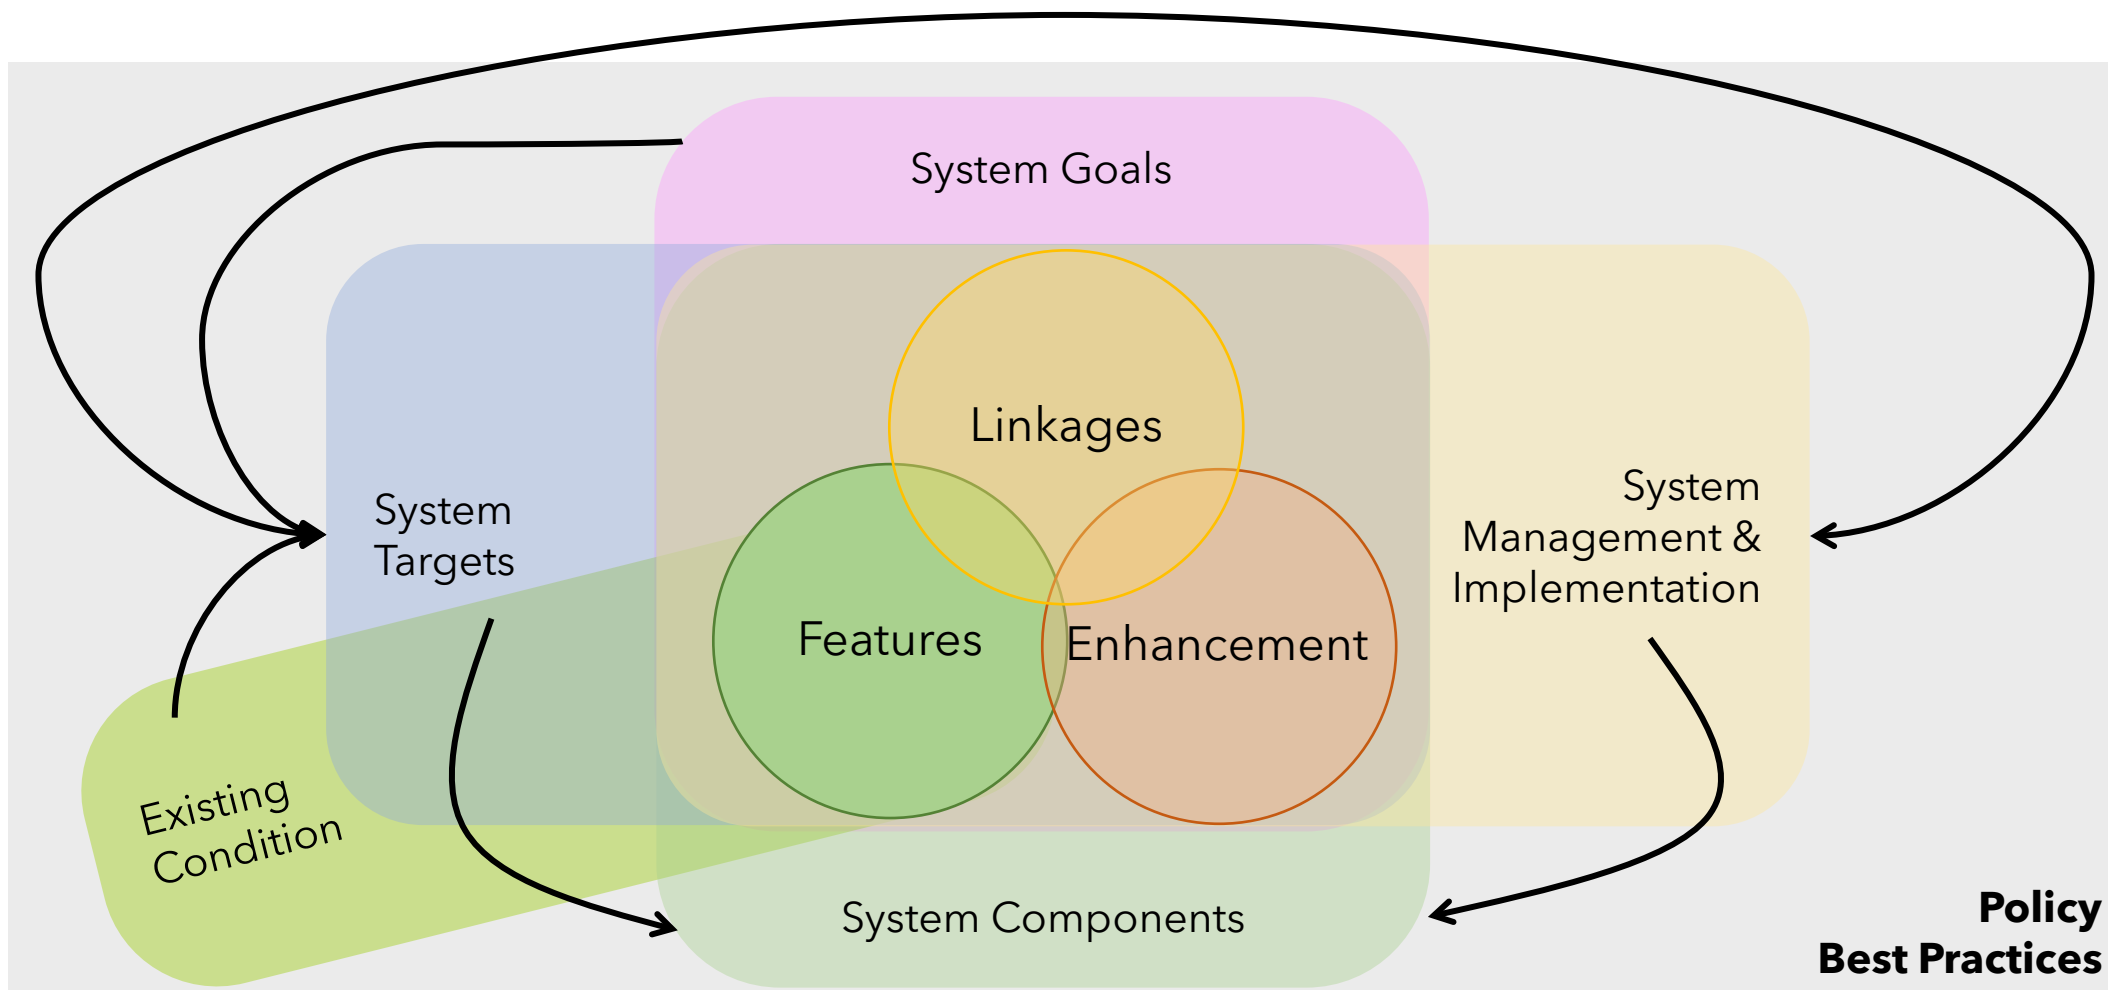 System Goals
Linkages
System
Targets
System
Management &
Implementation
Features
Enhancement
Existing
Condition
System Components
Policy
Best Practices